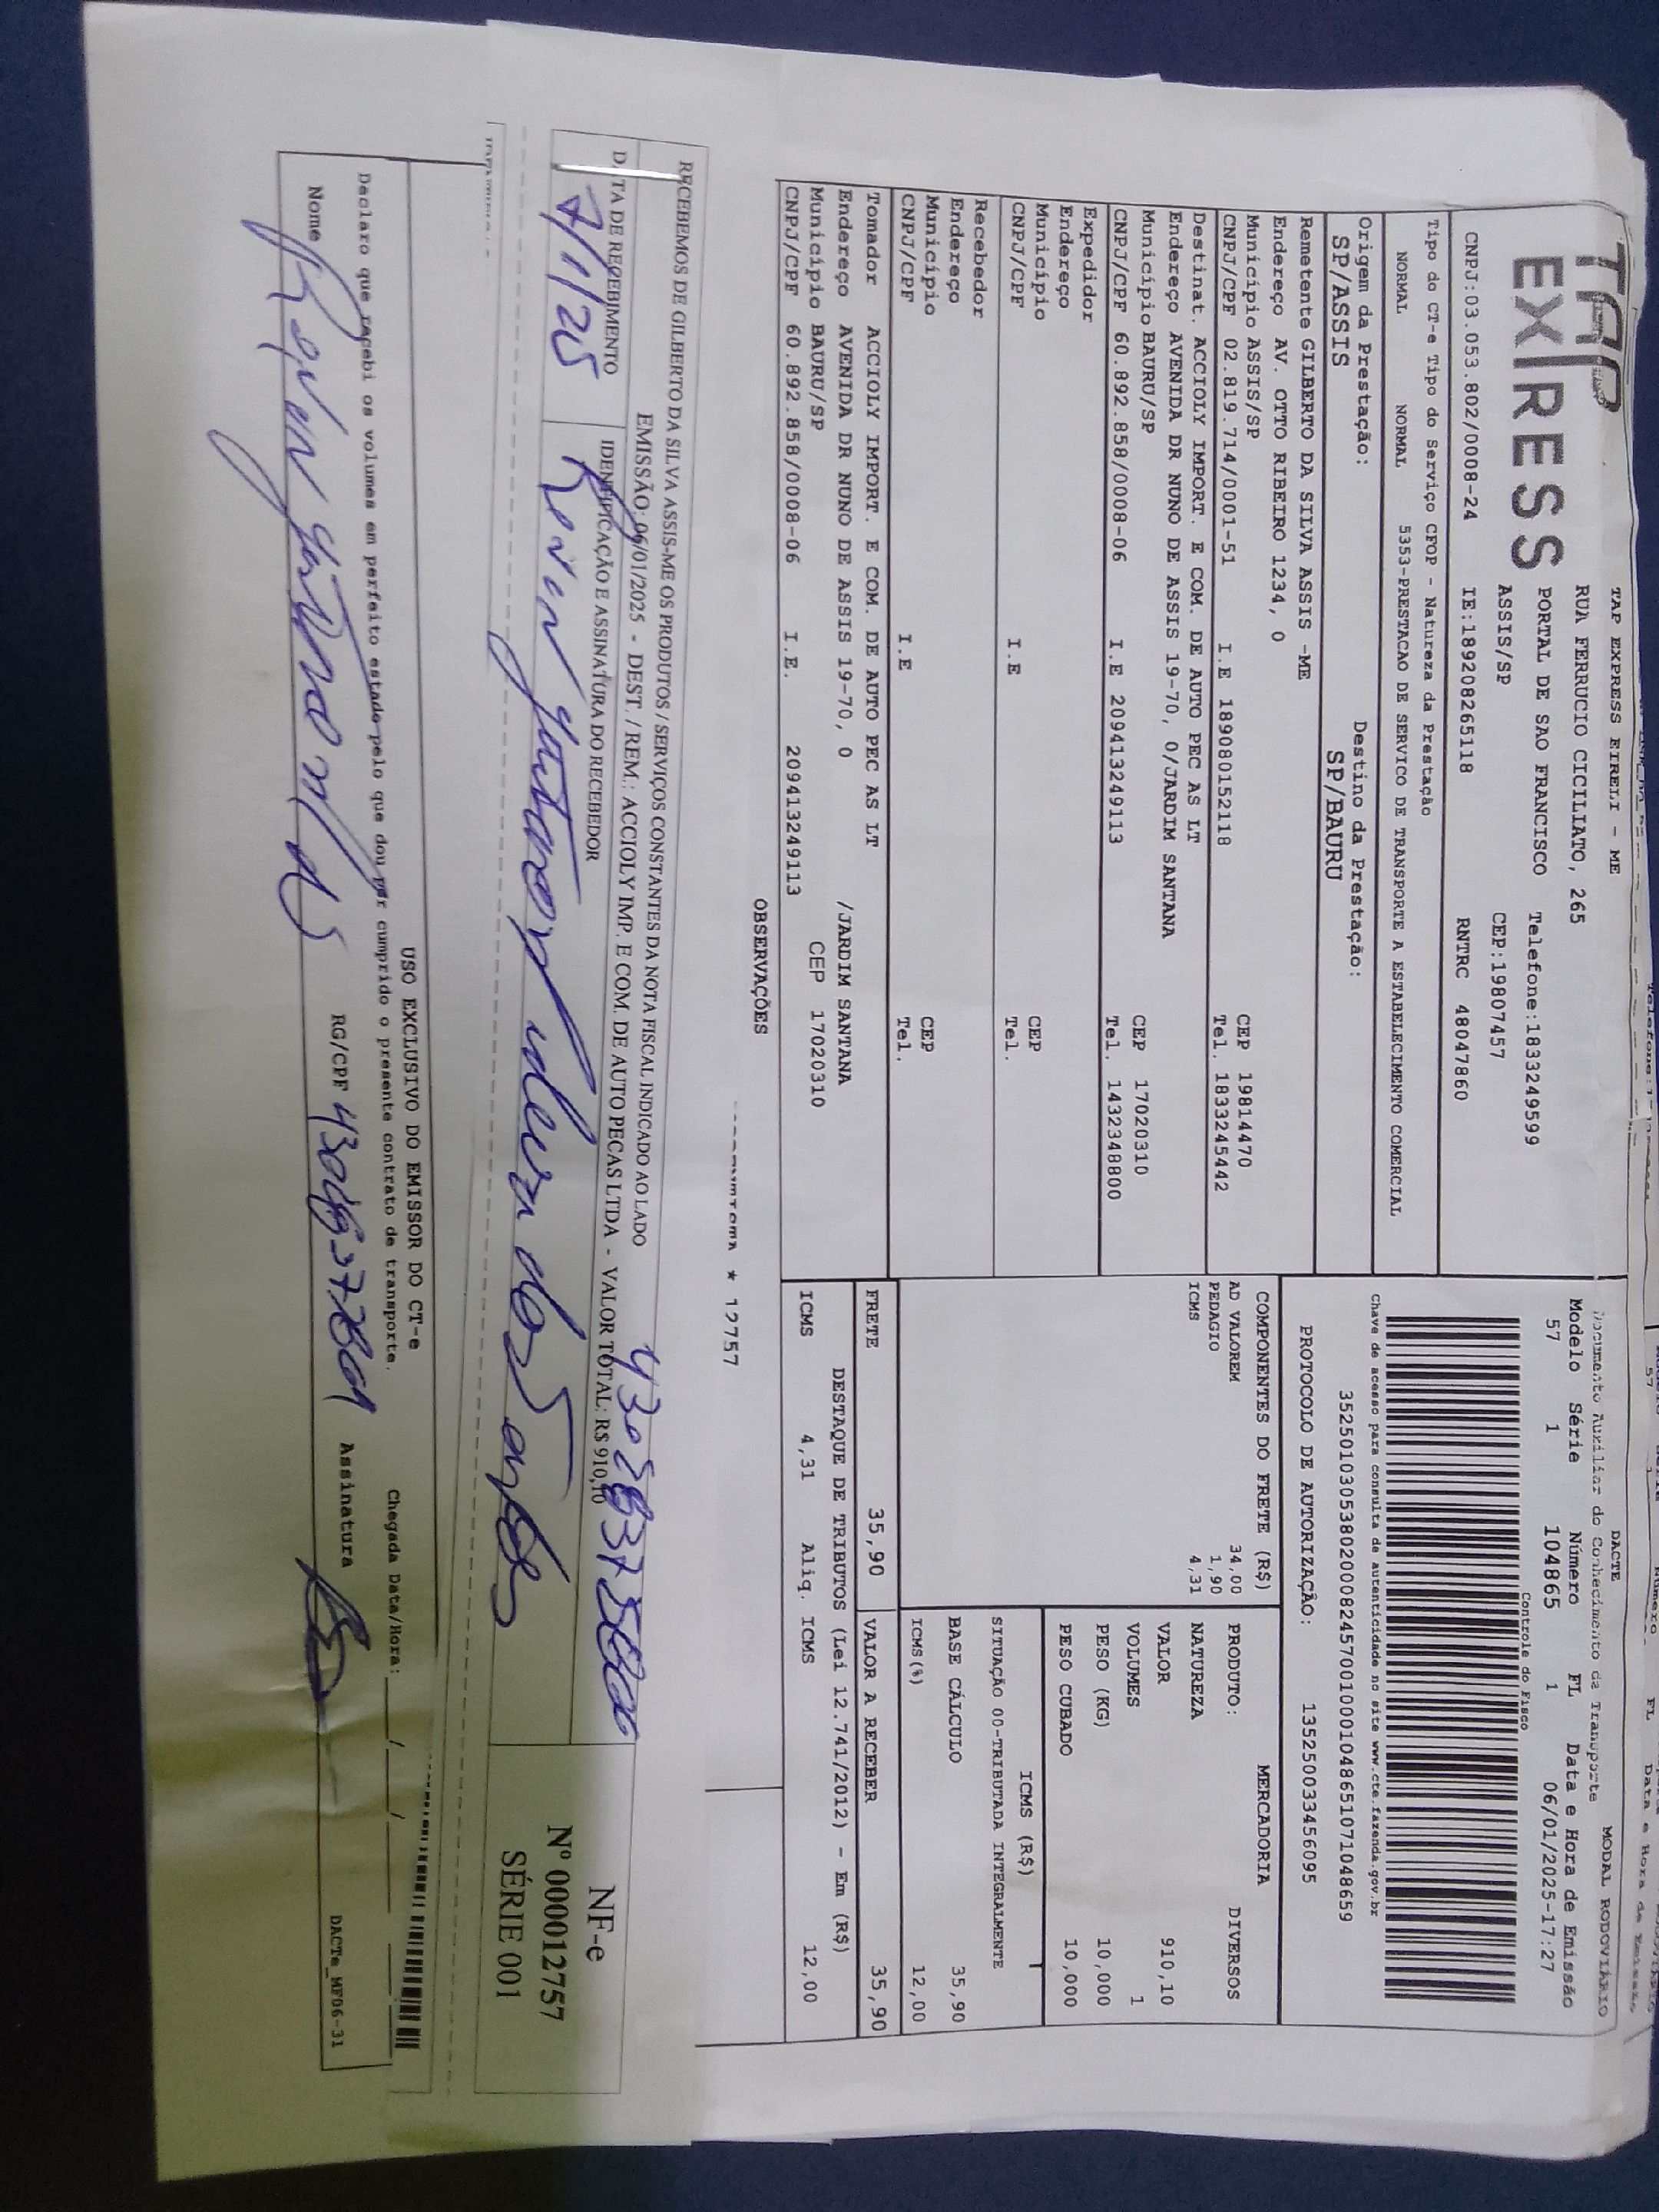 TAP EXPRESS
TAP EXPRESS EIRELI - ME
RUA FERRUCIO CICILIATO, 265
PORTAL DE SAO FRANCISCO Telefone:1833249599
ASSIS/SP CEP:19807457
CNPJ:03.053.802/0008-24 IE:189208265118 RNTRC 48047860
DACTE MODAL RODOVIÁRIO
Documento Auxiliar do Conhecimento da Transporte
Modelo Série Número FL Data e Hora de Emissão
57 1 104865 1 06/01/2025-17:27
Controle do Fisco
Chave de acesso para consulta de autenticidade no site www.cte.fazenda.gov.br
35250103053802000824570010001048651071048659
PROTOCOLO DE AUTORIZAÇÃO: 135250033456095
Tipo do CT-e Tipo do Serviço CFOP - Natureza da Prestação
NORMAL NORMAL 5353-PRESTACAO DE SERVICO DE TRANSPORTE A ESTABELECIMENTO COMERCIAL
Origem da Prestação: Destino da Prestação:
SP/ASSIS SP/BAURU
Remetente GILBERTO DA SILVA ASSIS -ME
Endereço AV. OTTO RIBEIRO 1234, 0
Município ASSIS/SP CEP 19814470
CNPJ/CPF 02.819.714/0001-51 I.E 189080152118 Tel. 1833245442
Destinat. ACCIOLY IMPORT. E COM. DE AUTO PEC AS LT
Endereço AVENIDA DR NUNO DE ASSIS 19-70, 0/JARDIM SANTANA
Município BAURU/SP CEP 17020310
CNPJ/CPF 60.892.858/0008-06 I.E 209413249113 Tel. 1432348800
Expedidor
Endereço
Município CEP
CNPJ/CPF I.E Tel.
Recebedor
Endereço
Município CEP
CNPJ/CPF I.E Tel.
Tomador ACCIOLY IMPORT. E COM. DE AUTO PEC AS LT
Endereço AVENIDA DR NUNO DE ASSIS 19-70, 0 /JARDIM SANTANA
Município BAURU/SP CEP 17020310
CNPJ/CPF 60.892.858/0008-06 I.E. 209413249113
COMPONENTES DO FRETE (R$)
AD VALOREM 34,00
PEDAGIO 1,90
ICMS 4,31
MERCADORIA
PRODUTO: DIVERSOS
NATUREZA
VALOR 910,10
VOLUMES 1
PESO (KG) 10,000
PESO CUBADO 10,000
ICMS (R$)
SITUAÇÃO 00-TRIBUTADA INTEGRALMENTE
BASE CÁLCULO 35,90
ICMS(%) 12,00
FRETE 35,90 VALOR A RECEBER 35,90
DESTAQUE DE TRIBUTOS (Lei 12.741/2012) - Em (R$)
ICMS 4,31 Aliq. ICMS 12,00
OBSERVAÇÕES
* 12757
RECEBEMOS DE GILBERTO DA SILVA ASSIS-ME OS PRODUTOS / SERVIÇOS CONSTANTES DA NOTA FISCAL INDICADO AO LADO
EMISSÃO: 06/01/2025 - DEST. / REM.: ACCIOLY IMP. E COM. DE AUTO PECAS LTDA - VALOR TOTAL: R$ 910,10
DATA DE RECEBIMENTO IDENTIFICAÇÃO E ASSINATURA DO RECEBEDOR
7/1/25
NF-e
Nº 000012757
SÉRIE 001
USO EXCLUSIVO DO EMISSOR DO CT-e
Declaro que recebi os volumes em perfeito estado pelo que dou por cumprido o presente contrato de transporte. Chegada Data/Hora: ____/____/____
Nome RG/CPF Assinatura
DACTe_MF06-31